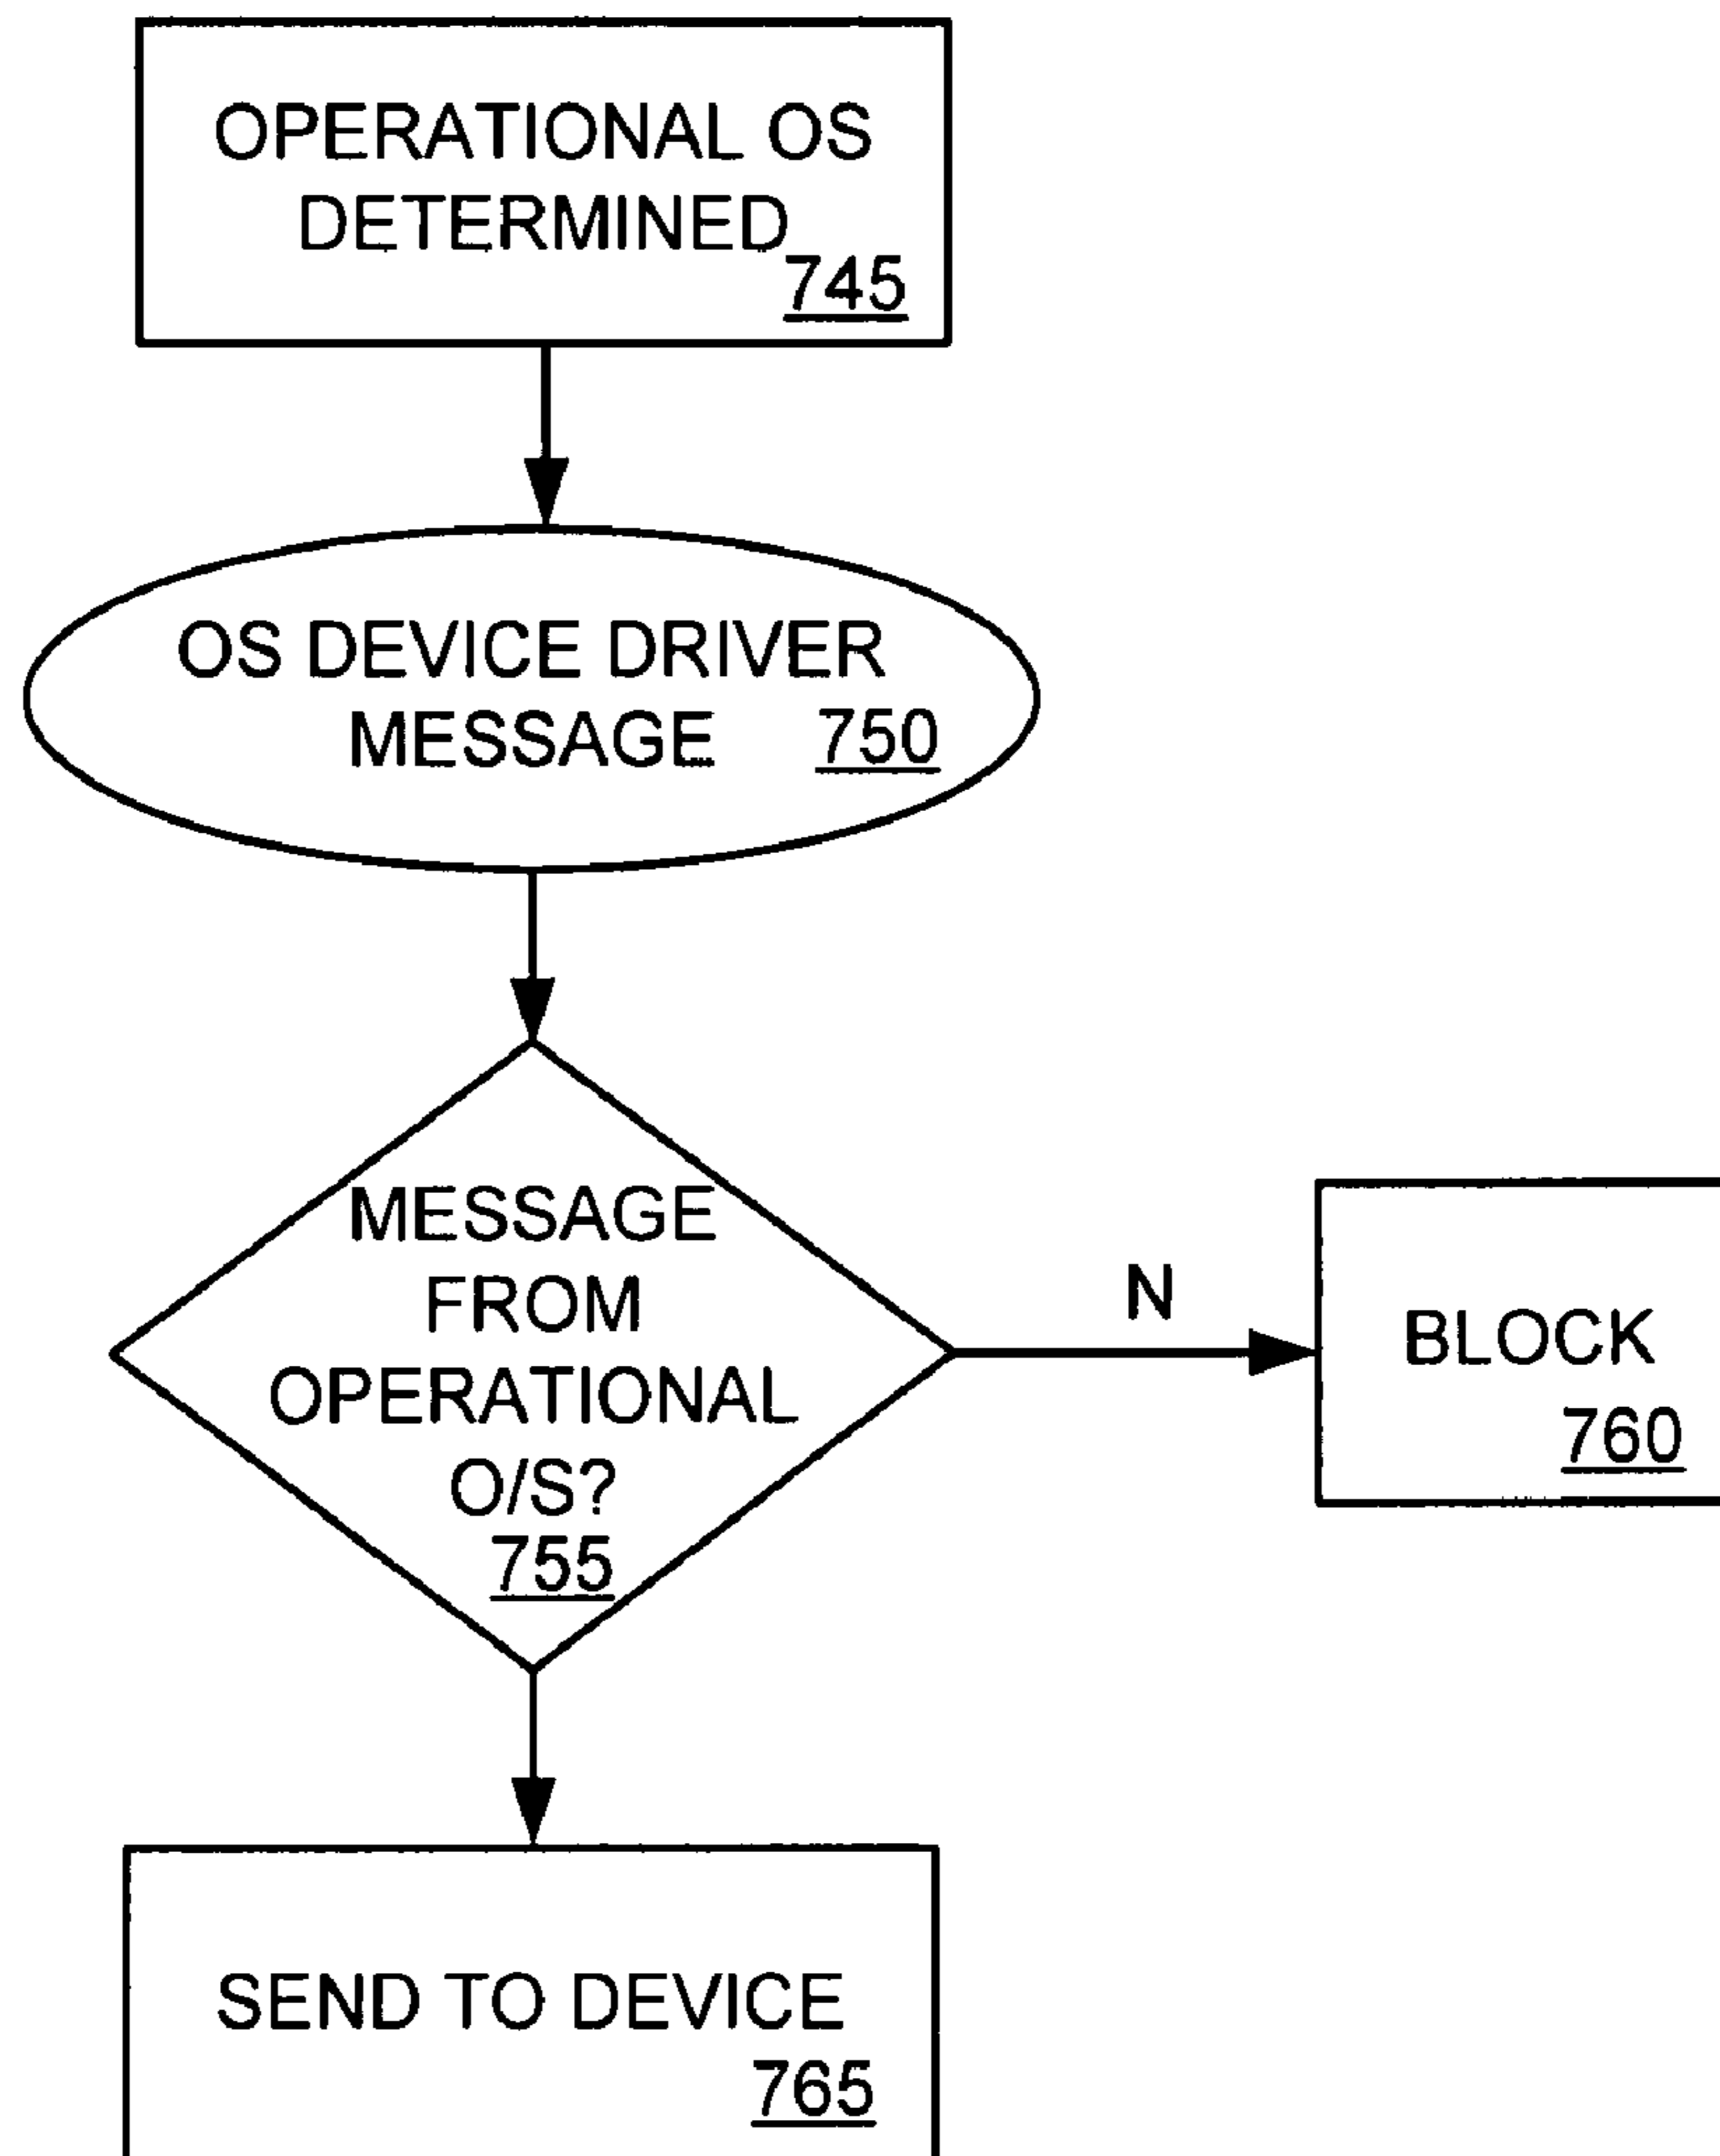 OPERATIONAL OS
DETERMINED
745
OS DEVICE DRIVER
MESSAGE 750
MESSAGE
FROM
OPERATIONAL
O/S?
755
N
BLOCK
760
SEND TO DEVICE
765